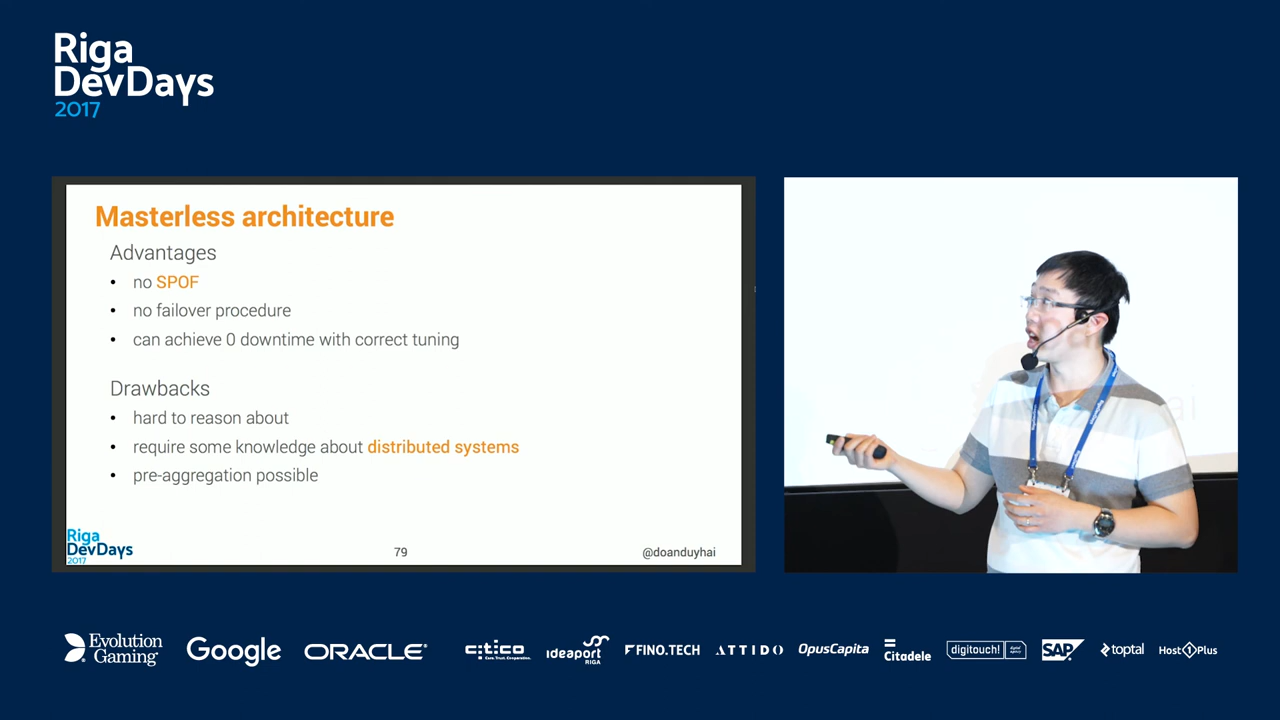 Riga
DevDays
2017
Masterless architecture
Advantages
• no SPOF
• no failover procedure
• can achieve 0 downtime with correct tuning
Drawbacks
• hard to reason about
• require some knowledge about distributed systems
• pre-aggregation possible
Riga
DevDays
2017
79
@doanduyhai
Evolution
Gaming
Google
ORACLE
citico
ideaport
RIGA
FINO.TECH
ATTIDO
OpusCapita
Citadele
digitouch!
SAP
toptal
Host1Plus